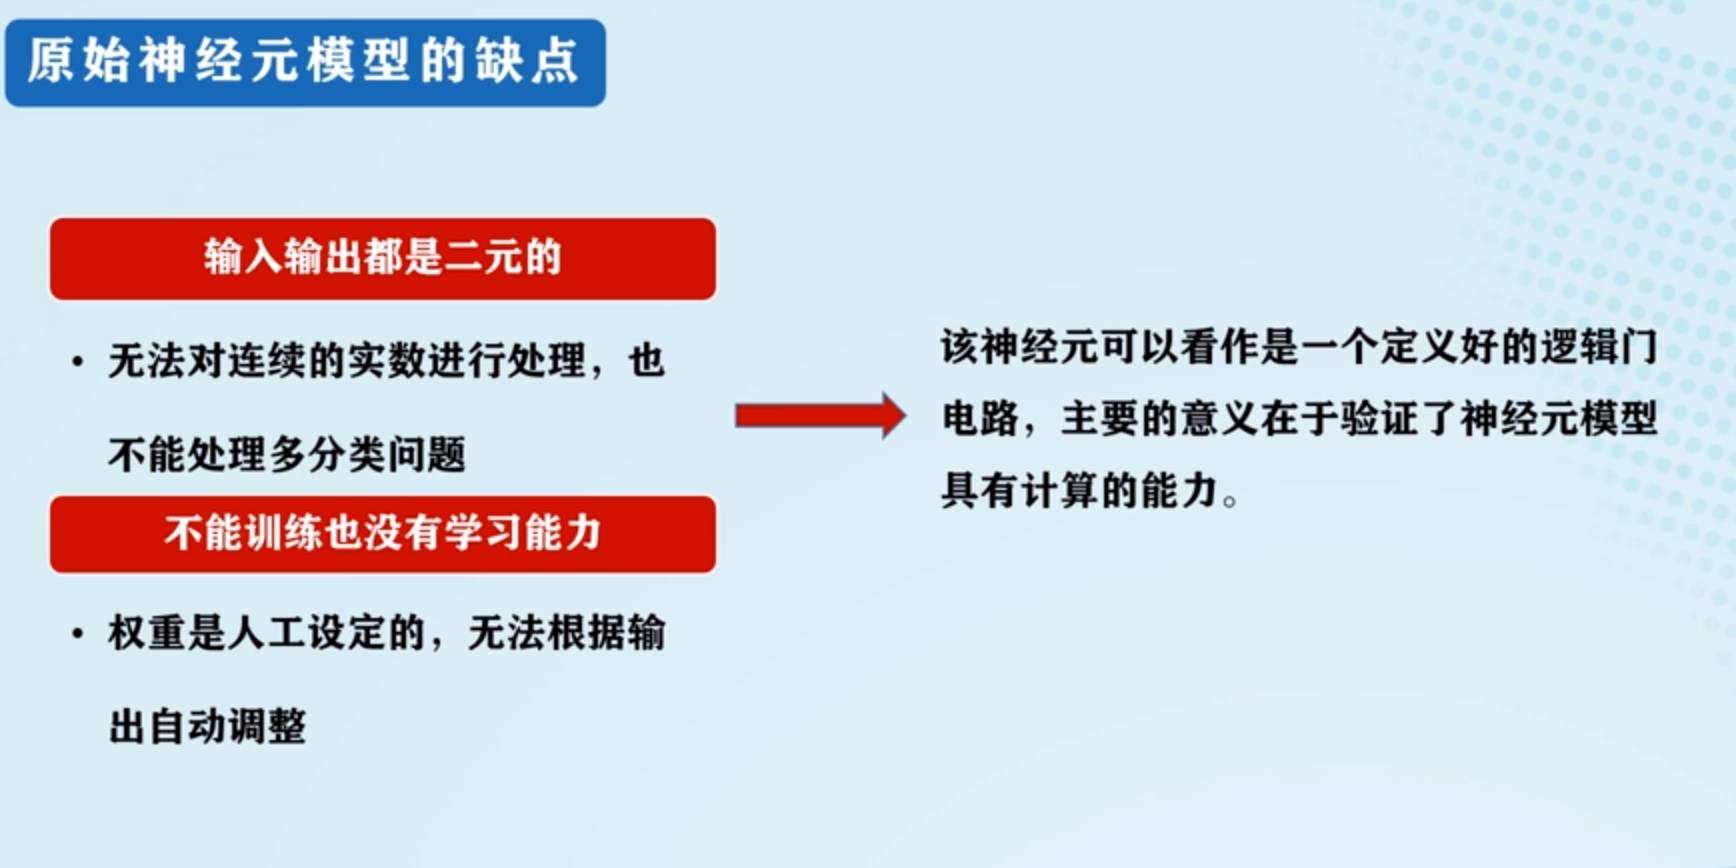 原始神经元模型的缺点
输入输出都是二元的
• 无法对连续的实数进行处理，也
不能处理多分类问题
不能训练也没有学习能力
• 权重是人工设定的，无法根据输
出自动调整
该神经元可以看作是一个定义好的逻辑门
电路，主要的意义在于验证了神经元模型
具有计算的能力。